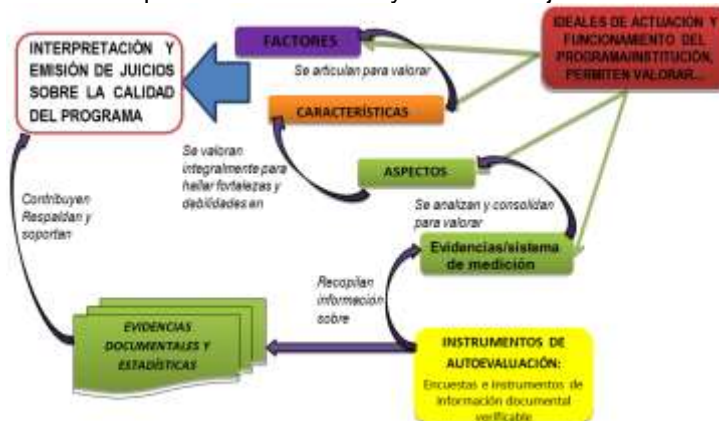 INTERPRETACIÓN Y
EMISIÓN DE JUICIOS
SOBRE LA CALIDAD
DEL PROGRAMA
FACTORES
IDEALES DE ACTUACIÓN Y
FUNCIONAMIENTO DEL
PROGRAMA/INSTITUCIÓN,
PERMITEN VALORAR...
Se articulan para valorar
CARACTERÍSTICAS
Se valoran
integralmente para
hallar fortalezas y
debilidades en
ASPECTOS
Contribuyen
Respaldan y
soportan
Se analizan y consolidan
para valorar
Evidencias/sistema
de medición
Recopilan
información
sobre
EVIDENCIAS
DOCUMENTALES Y
ESTADÍSTICAS
INSTRUMENTOS DE
AUTOEVALUACIÓN:
Encuestas e instrumentos de
información documental
verificable